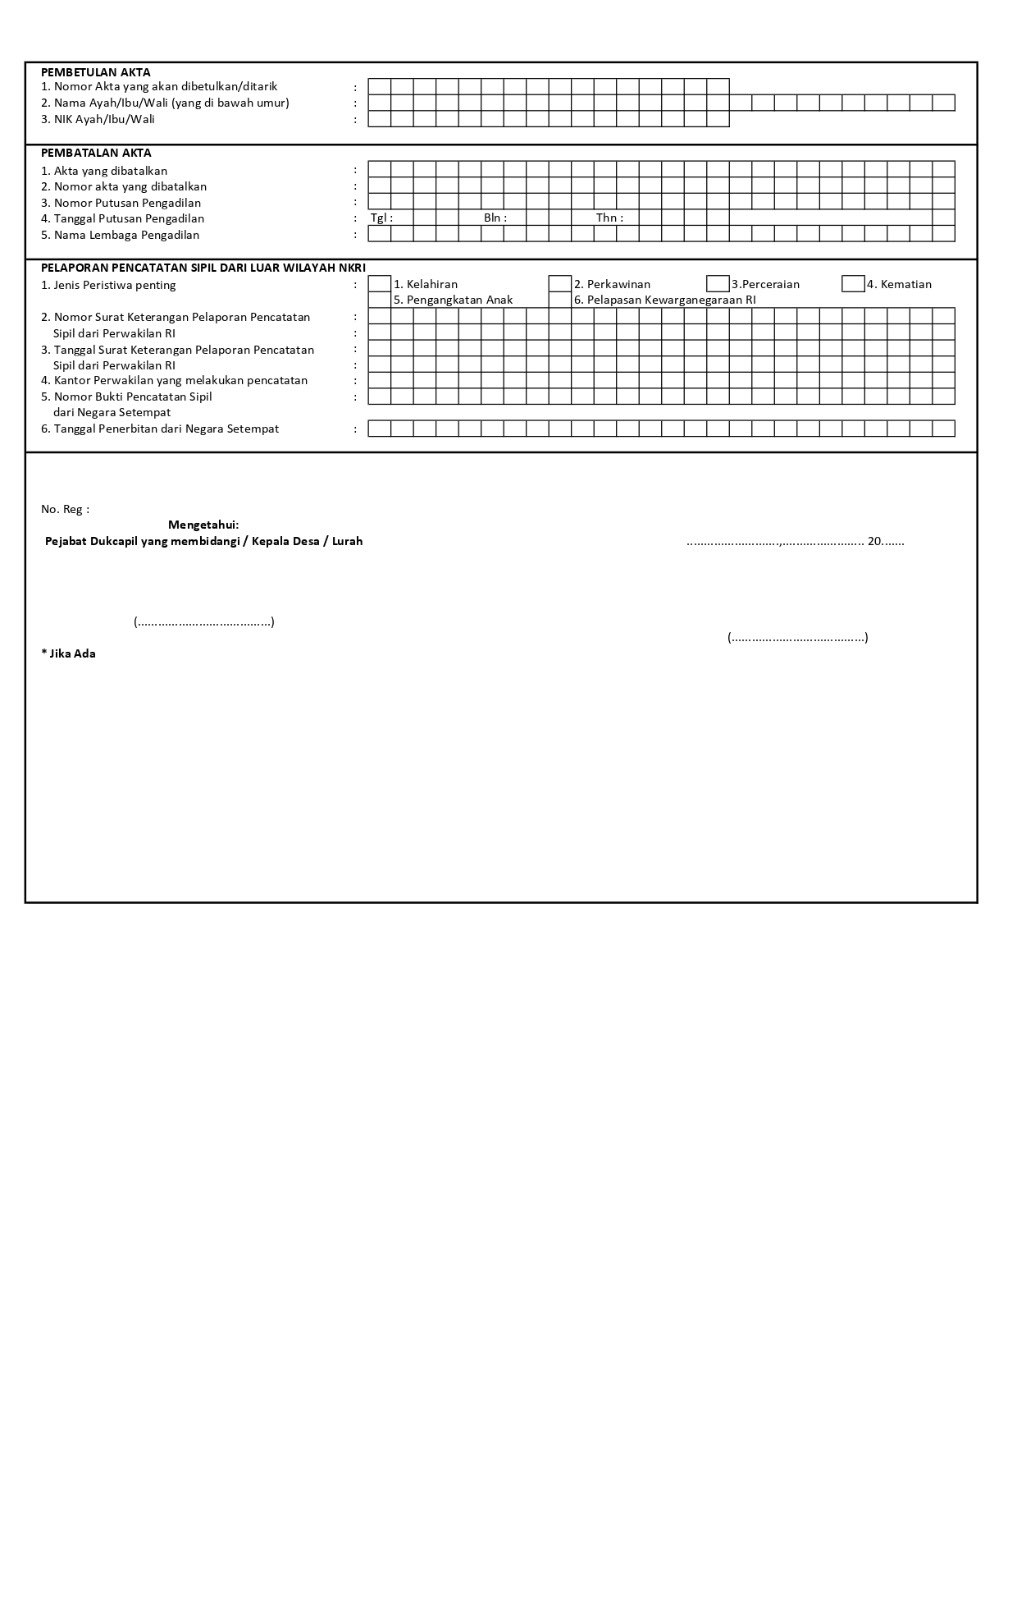 PEMBETULAN AKTA
1. Nomor Akta yang akan dibetulkan/ditarik :
2. Nama Ayah/Ibu/Wali (yang di bawah umur) :
3. NIK Ayah/Ibu/Wali :
PEMBATALAN AKTA
1. Akta yang dibatalkan :
2. Nomor akta yang dibatalkan :
3. Nomor Putusan Pengadilan :
4. Tanggal Putusan Pengadilan : Tgl : Bln : Thn :
5. Nama Lembaga Pengadilan :
PELAPORAN PENCATATAN SIPIL DARI LUAR WILAYAH NKRI
1. Jenis Peristiwa penting : 1. Kelahiran 2. Perkawinan 3.Perceraian 4. Kematian
5. Pengangkatan Anak 6. Pelapasan Kewarganegaraan RI
2. Nomor Surat Keterangan Pelaporan Pencatatan :
Sipil dari Perwakilan RI :
3. Tanggal Surat Keterangan Pelaporan Pencatatan :
Sipil dari Perwakilan RI :
4. Kantor Perwakilan yang melakukan pencatatan :
5. Nomor Bukti Pencatatan Sipil :
dari Negara Setempat
6. Tanggal Penerbitan dari Negara Setempat :
No. Reg :
Mengetahui:
Pejabat Dukcapil yang membidangi / Kepala Desa / Lurah ...........................,........................ 20.......
(.......................................)
(.......................................)
* Jika Ada